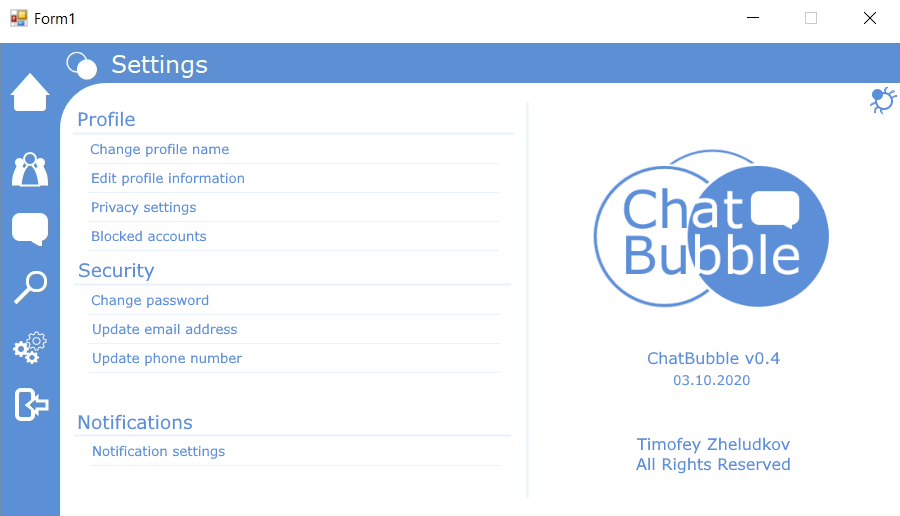 Form1
Settings
Profile
Change profile name
Edit profile information
Privacy settings
Blocked accounts
Security
Change password
Update email address
Update phone number
Notifications
Notification settings
Chat
Bubble
ChatBubble v0.4
03.10.2020
Timofey Zheludkov
All Rights Reserved